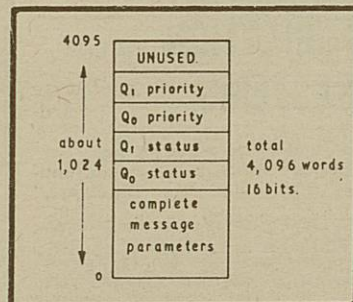 4095
UNUSED.
Q₁ priority
Q₀ priority
Q₁ status
Q₀ status
complete
message
parameters
about
1,024
0
total
4,096 words
16 bits.